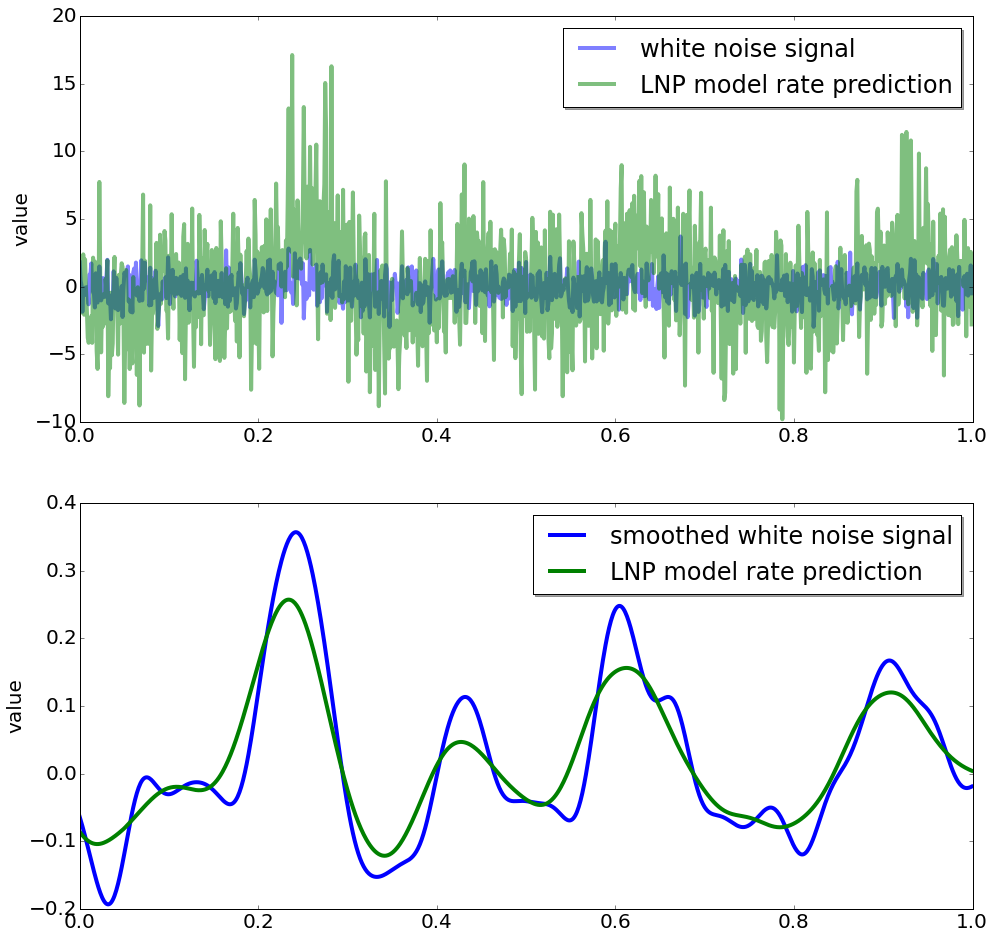 20
white noise signal
LNP model rate prediction
15
10
value
5
0
−5
−10
0.0 0.2 0.4 0.6 0.8 1.0
0.4
smoothed white noise signal
LNP model rate prediction
0.3
0.2
value
0.1
0.0
−0.1
−0.2
0.0 0.2 0.4 0.6 0.8 1.0